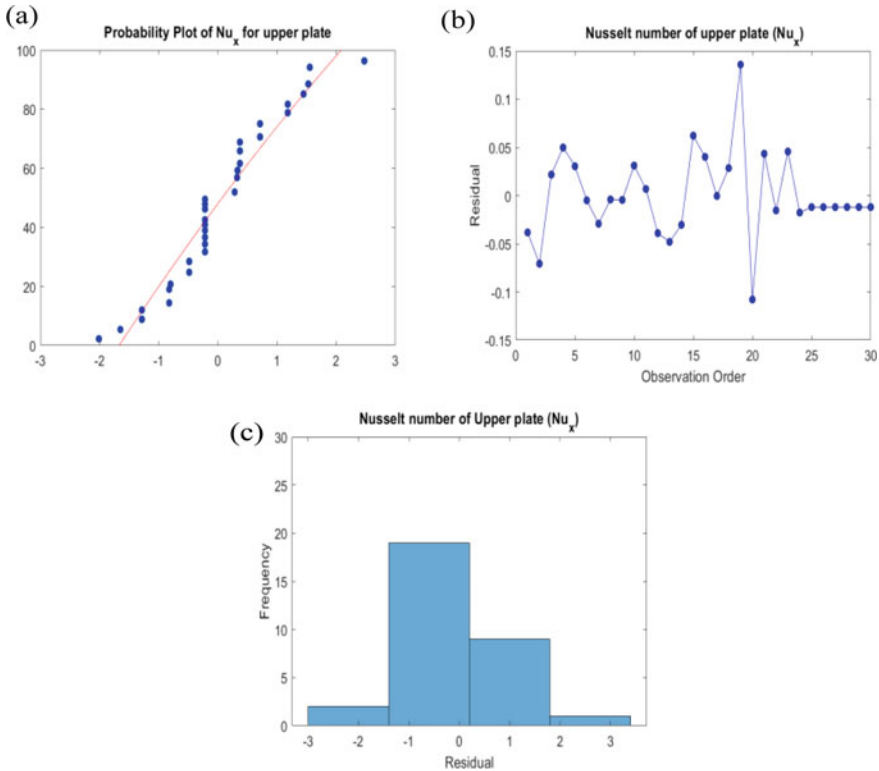 (a)
Probability Plot of Nu_x for upper plate
100
80
60
40
20
0
-3 -2 -1 0 1 2 3
(b)
Nusselt number of upper plate (Nu_x)
0.15
0.1
0.05
0
-0.05
-0.1
-0.15
Residual
0 5 10 15 20 25 30
Observation Order
(c)
Nusselt number of Upper plate (Nu_x)
30
25
20
15
10
5
0
Frequency
-3 -2 -1 0 1 2 3
Residual